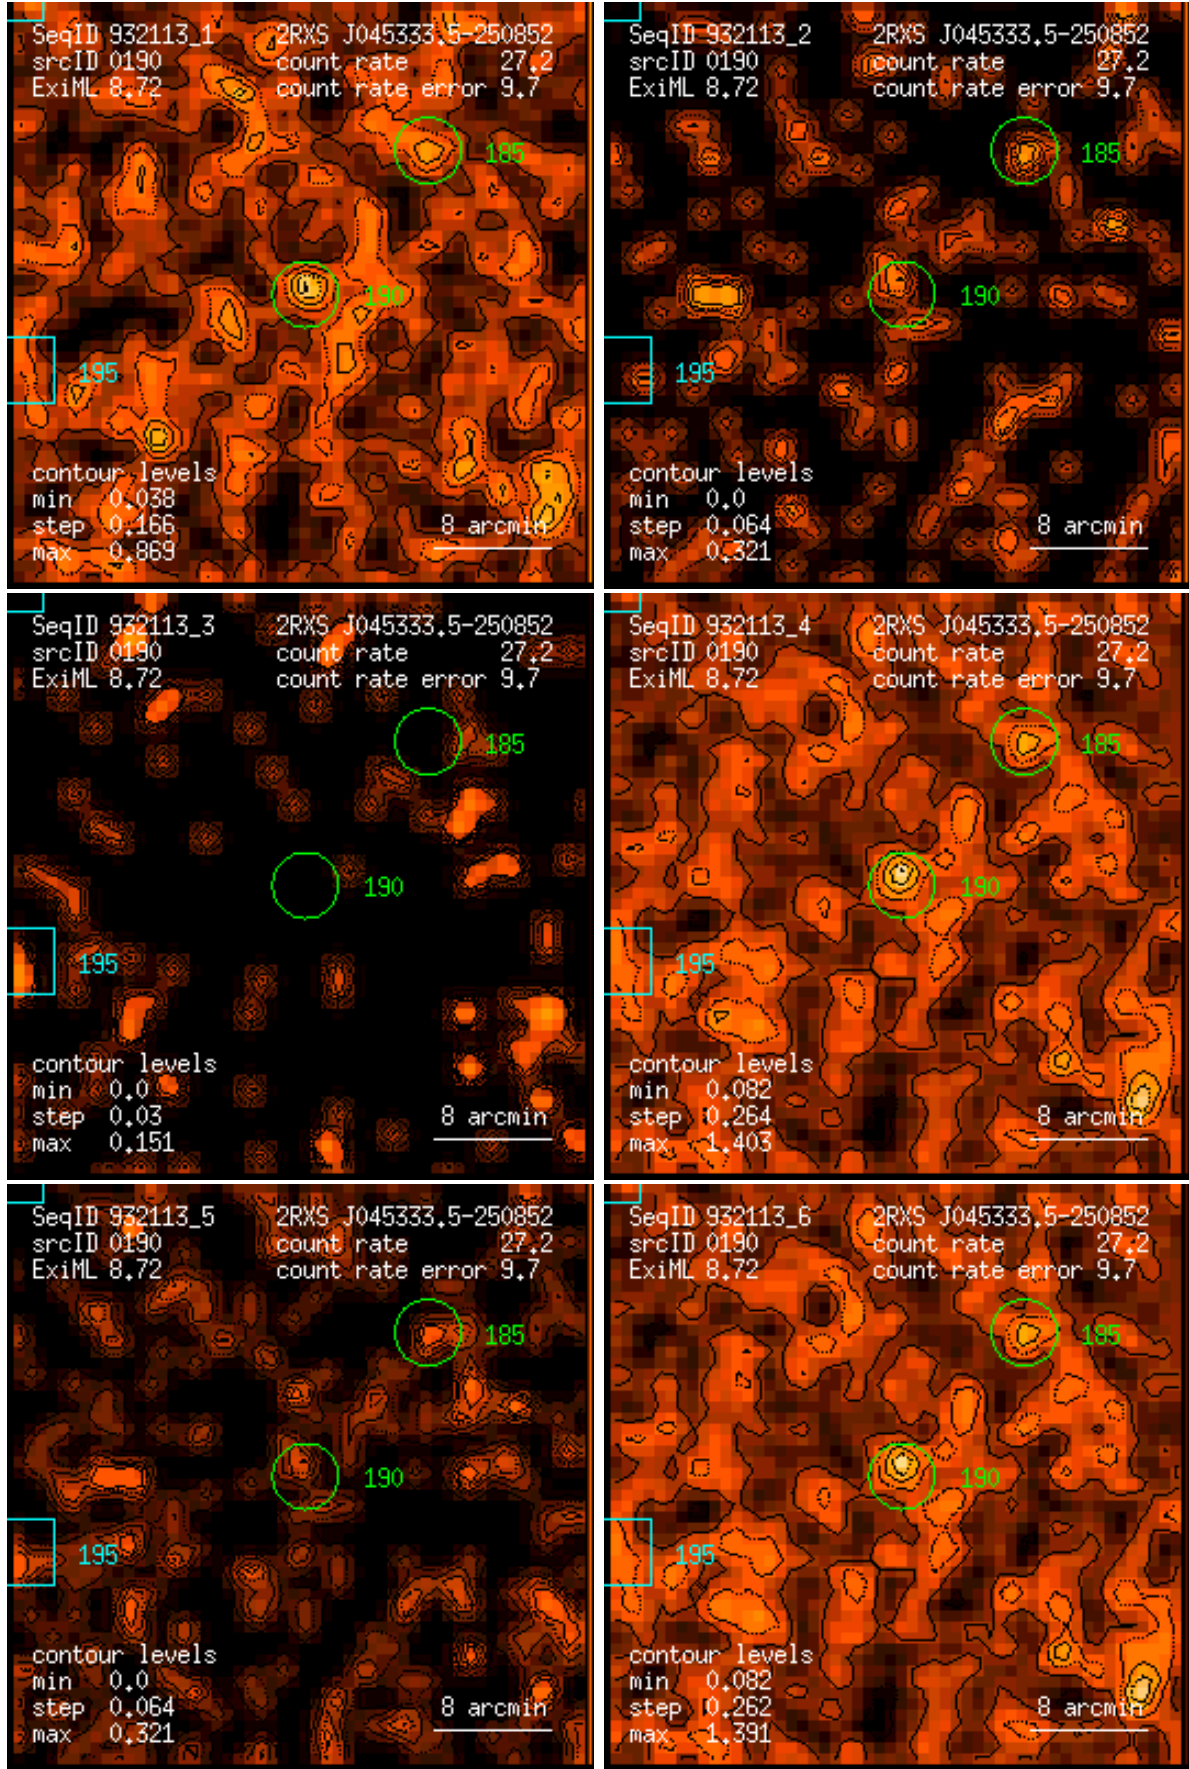 SeqID 932113_1 2RXS J045333.5-250852
srcID 0190 count rate 27.2
ExiML 8.72 count rate error 9.7
185
190
195
contour levels
min 0.038
step 0.166 8 arcmin
max 0.869
SeqID 932113_2 2RXS J045333.5-250852
srcID 0190 count rate 27.2
ExiML 8.72 count rate error 9.7
185
190
195
contour levels
min 0.0
step 0.064 8 arcmin
max 0.321
SeqID 932113_3 2RXS J045333.5-250852
srcID 0190 count rate 27.2
ExiML 8.72 count rate error 9.7
185
190
195
contour levels
min 0.0
step 0.03 8 arcmin
max 0.151
SeqID 932113_4 2RXS J045333.5-250852
srcID 0190 count rate 27.2
ExiML 8.72 count rate error 9.7
185
190
195
contour levels
min 0.082
step 0.264 8 arcmin
max 1.403
SeqID 932113_5 2RXS J045333.5-250852
srcID 0190 count rate 27.2
ExiML 8.72 count rate error 9.7
185
190
195
contour levels
min 0.0
step 0.064 8 arcmin
max 0.321
SeqID 932113_6 2RXS J045333.5-250852
srcID 0190 count rate 27.2
ExiML 8.72 count rate error 9.7
185
190
195
contour levels
min 0.082
step 0.262 8 arcmin
max 1.391